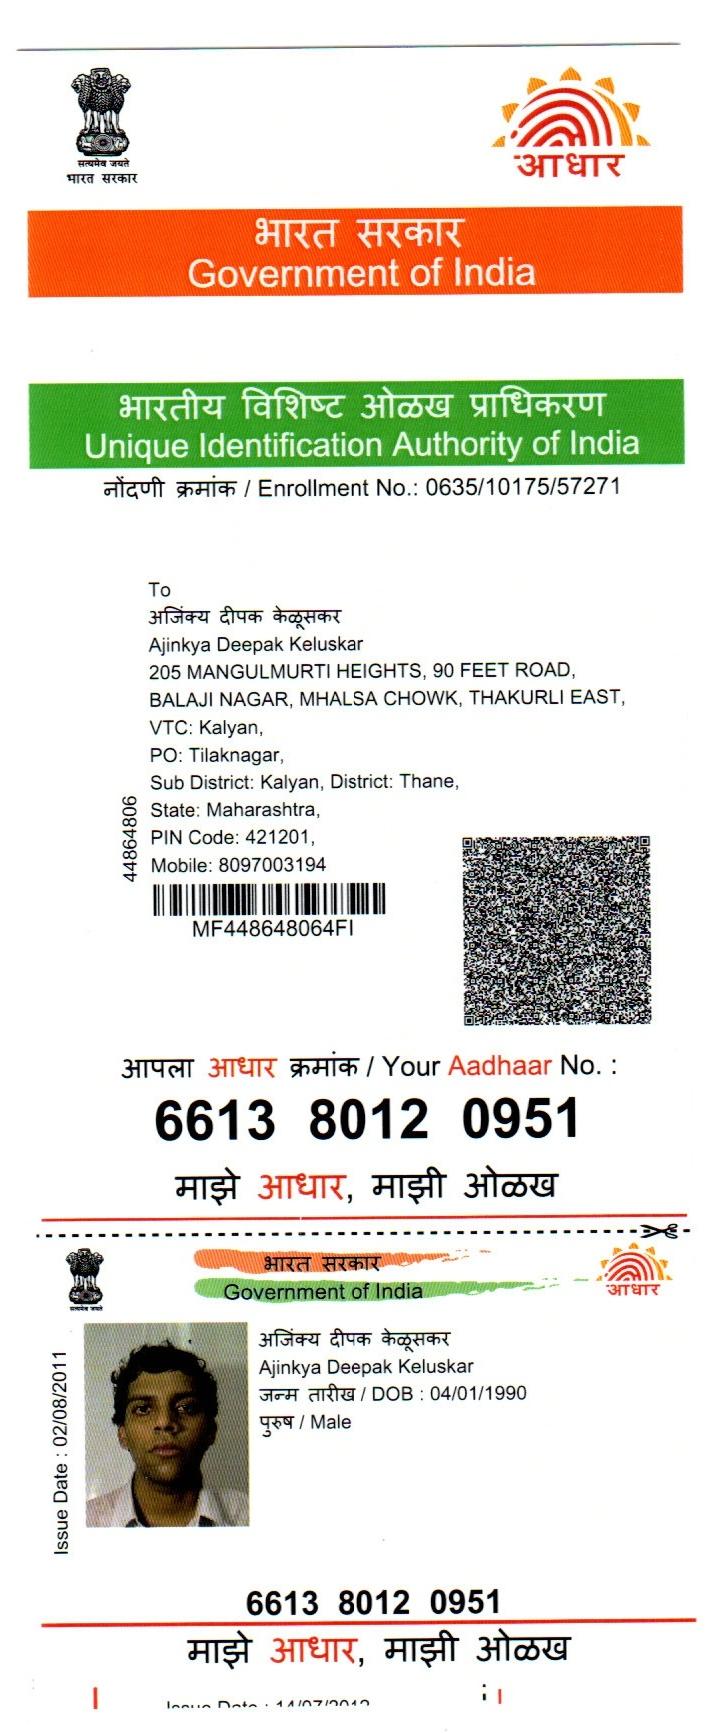 सत्यमेव जयते
भारत सरकार
आधार
भारत सरकार
Government of India
भारतीय विशिष्ट ओळख प्राधिकरण
Unique Identification Authority of India
नोंदणी क्रमांक / Enrollment No.: 0635/10175/57271
To
अजिंक्य दीपक केळूसकर
Ajinkya Deepak Keluskar
205 MANGULMURTI HEIGHTS, 90 FEET ROAD,
BALAJI NAGAR, MHALSA CHOWK, THAKURLI EAST,
VTC: Kalyan,
PO: Tilaknagar,
Sub District: Kalyan, District: Thane,
State: Maharashtra,
PIN Code: 421201,
Mobile: 8097003194
44864806
MF448648064FI
आपला आधार क्रमांक / Your Aadhaar No. :
6613 8012 0951
माझे आधार, माझी ओळख
सत्यमेव जयते
भारत सरकार
Government of India
आधार
Issue Date : 02/08/2011
अजिंक्य दीपक केळूसकर
Ajinkya Deepak Keluskar
जन्म तारीख / DOB : 04/01/1990
पुरुष / Male
6613 8012 0951
माझे आधार, माझी ओळख
Issue Date : 14/07/2012